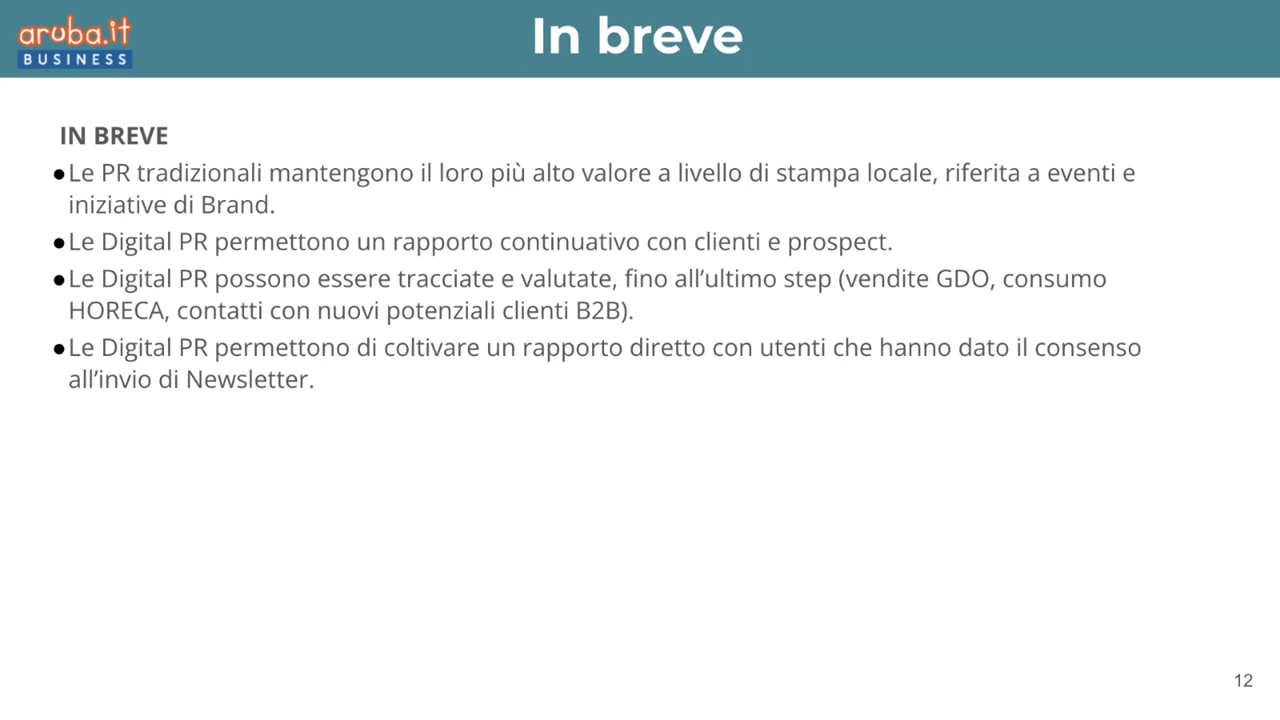 aruba.it
BUSINESS
In breve
IN BREVE
●Le PR tradizionali mantengono il loro più alto valore a livello di stampa locale, riferita a eventi e
iniziative di Brand.
●Le Digital PR permettono un rapporto continuativo con clienti e prospect.
●Le Digital PR possono essere tracciate e valutate, fino all’ultimo step (vendite GDO, consumo
HORECA, contatti con nuovi potenziali clienti B2B).
●Le Digital PR permettono di coltivare un rapporto diretto con utenti che hanno dato il consenso
all’invio di Newsletter.
12